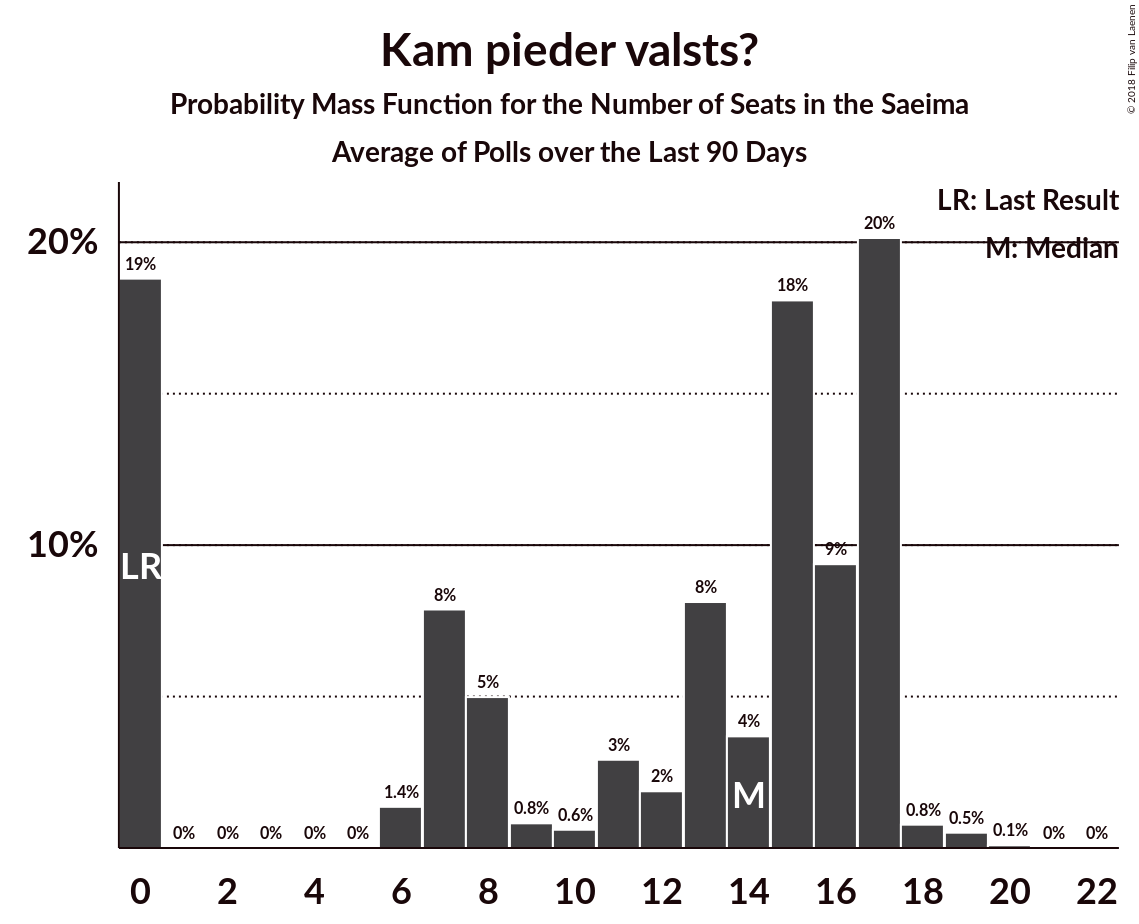 Kam pieder valsts?
Probability Mass Function for the Number of Seats in the Saeima
Average of Polls over the Last 90 Days
© 2018 Filip van Laenen
LR: Last Result
M: Median
20%
10%
19%
0%
0%
0%
0%
0%
1.4%
8%
5%
0.8%
0.6%
3%
2%
8%
4%
18%
9%
20%
0.8%
0.5%
0.1%
0%
0%
LR
M
0 2 4 6 8 10 12 14 16 18 20 22